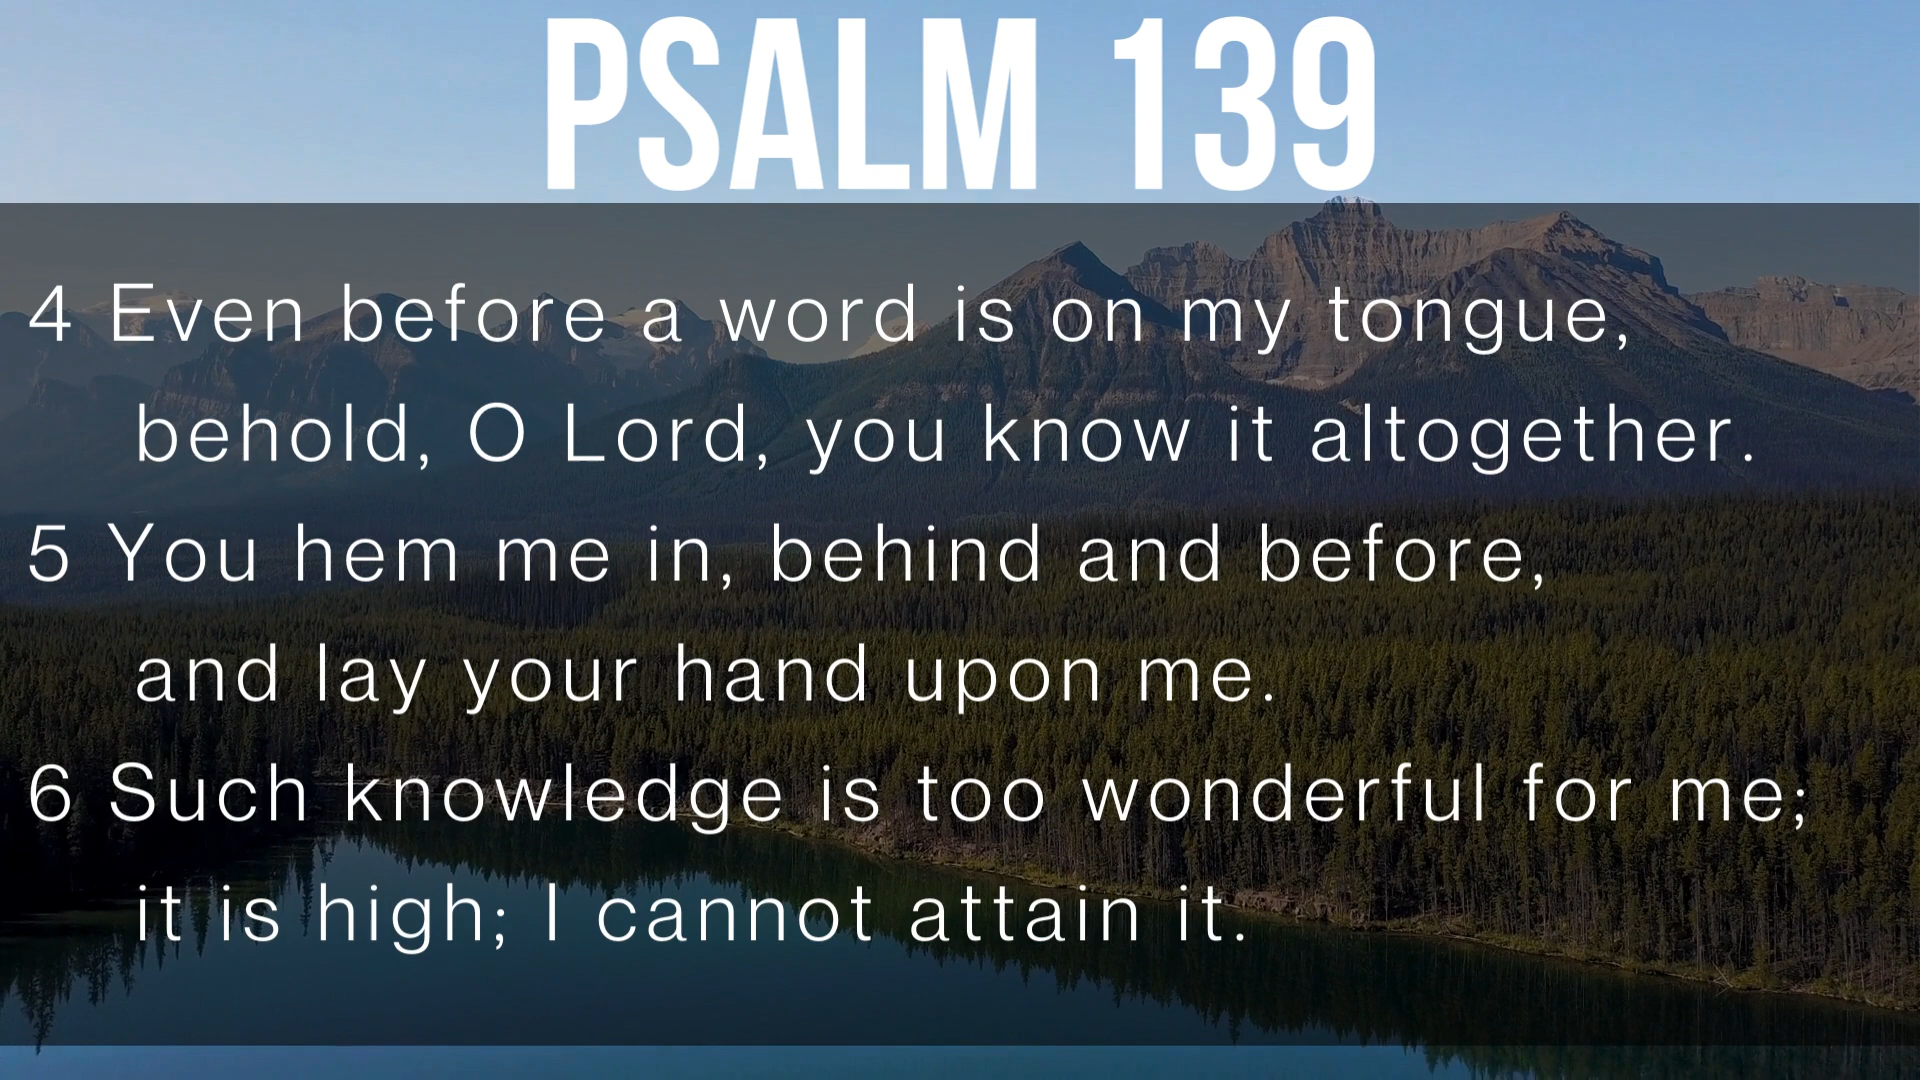 PSALM 139
4 Even before a word is on my tongue,
behold, O Lord, you know it altogether.
5 You hem me in, behind and before,
and lay your hand upon me.
6 Such knowledge is too wonderful for me;
it is high; I cannot attain it.